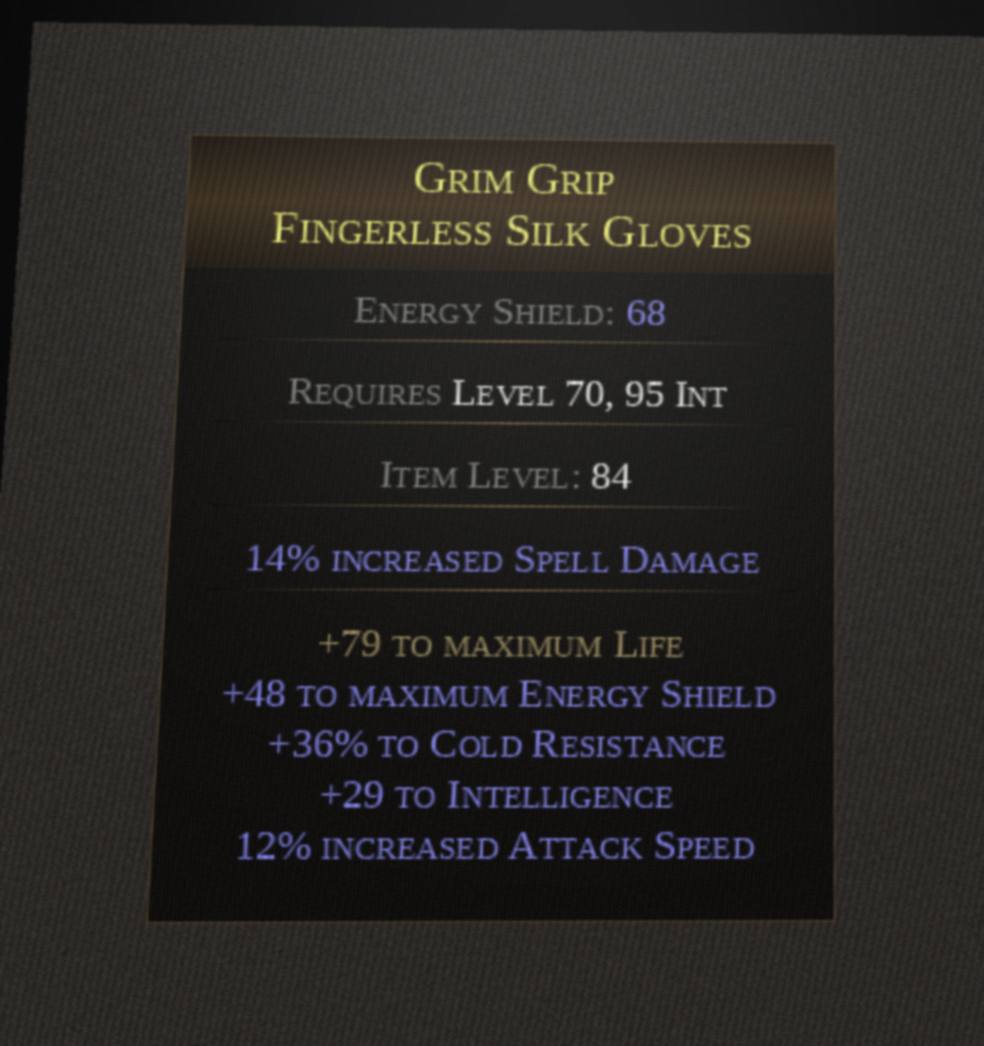 Grim Grip
Fingerless Silk Gloves
Energy Shield: 68
Requires Level 70, 95 Int
Item Level: 84
14% increased Spell Damage
+79 to maximum Life
+48 to maximum Energy Shield
+36% to Cold Resistance
+29 to Intelligence
12% increased Attack Speed